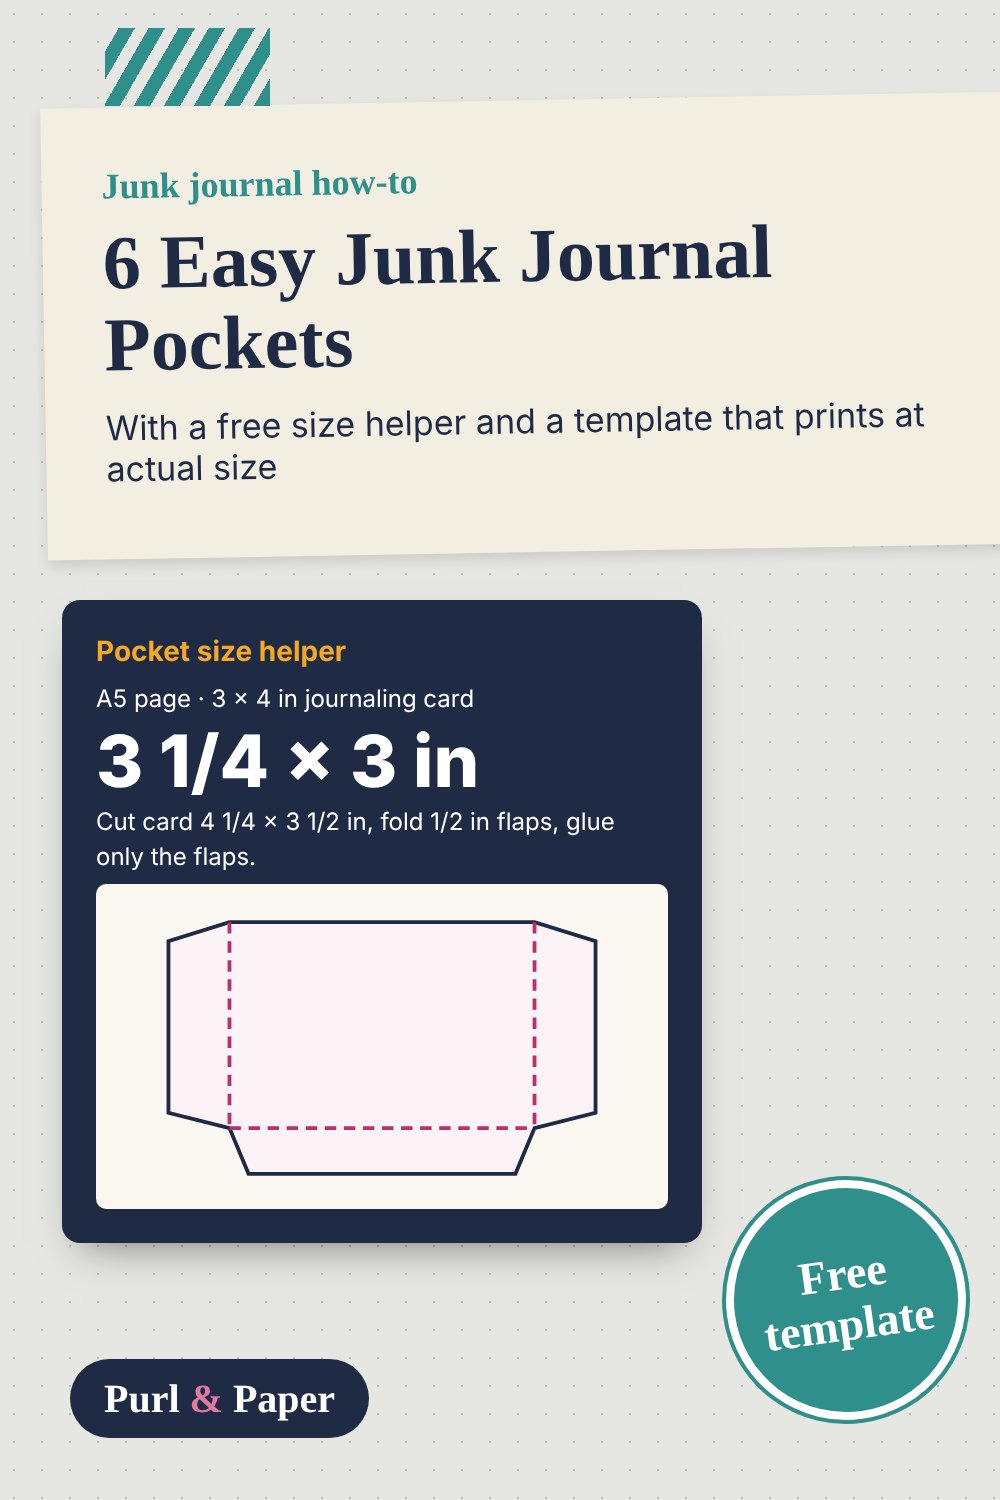 Junk journal how-to
6 Easy Junk Journal
Pockets
With a free size helper and a template that prints at
actual size
Pocket size helper
A5 page · 3 × 4 in journaling card
3 1/4 × 3 in
Cut card 4 1/4 × 3 1/2 in, fold 1/2 in flaps, glue
only the flaps.
Free
template
Purl & Paper